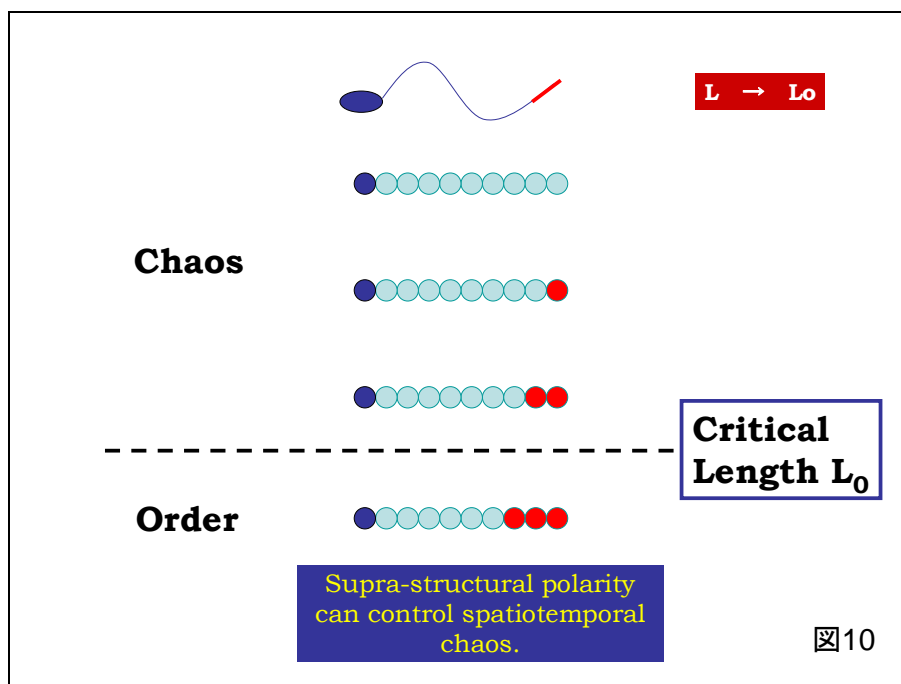 L → Lo
Chaos
Critical
Length L₀
Order
Supra-structural polarity
can control spatiotemporal
chaos.
図10